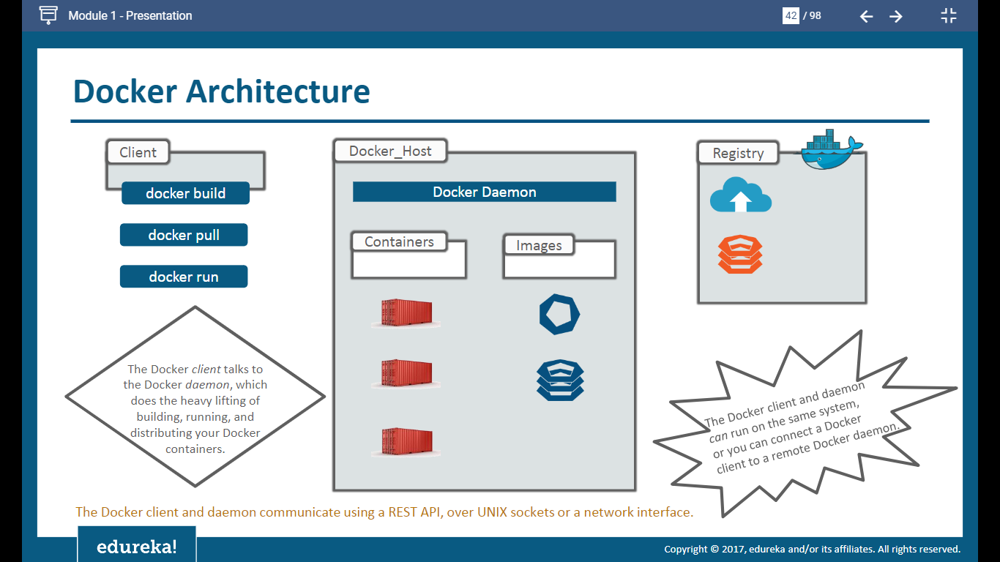 Module 1 - Presentation
42 / 98
Docker Architecture
Client
docker build
docker pull
docker run
The Docker client talks to
the Docker daemon, which
does the heavy lifting of
building, running, and
distributing your Docker
containers.
Docker_Host
Docker Daemon
Containers
Images
Registry
The Docker client and daemon
can run on the same system,
or you can connect a Docker
client to a remote Docker daemon.
The Docker client and daemon communicate using a REST API, over UNIX sockets or a network interface.
edureka!
Copyright © 2017, edureka and/or its affiliates. All rights reserved.